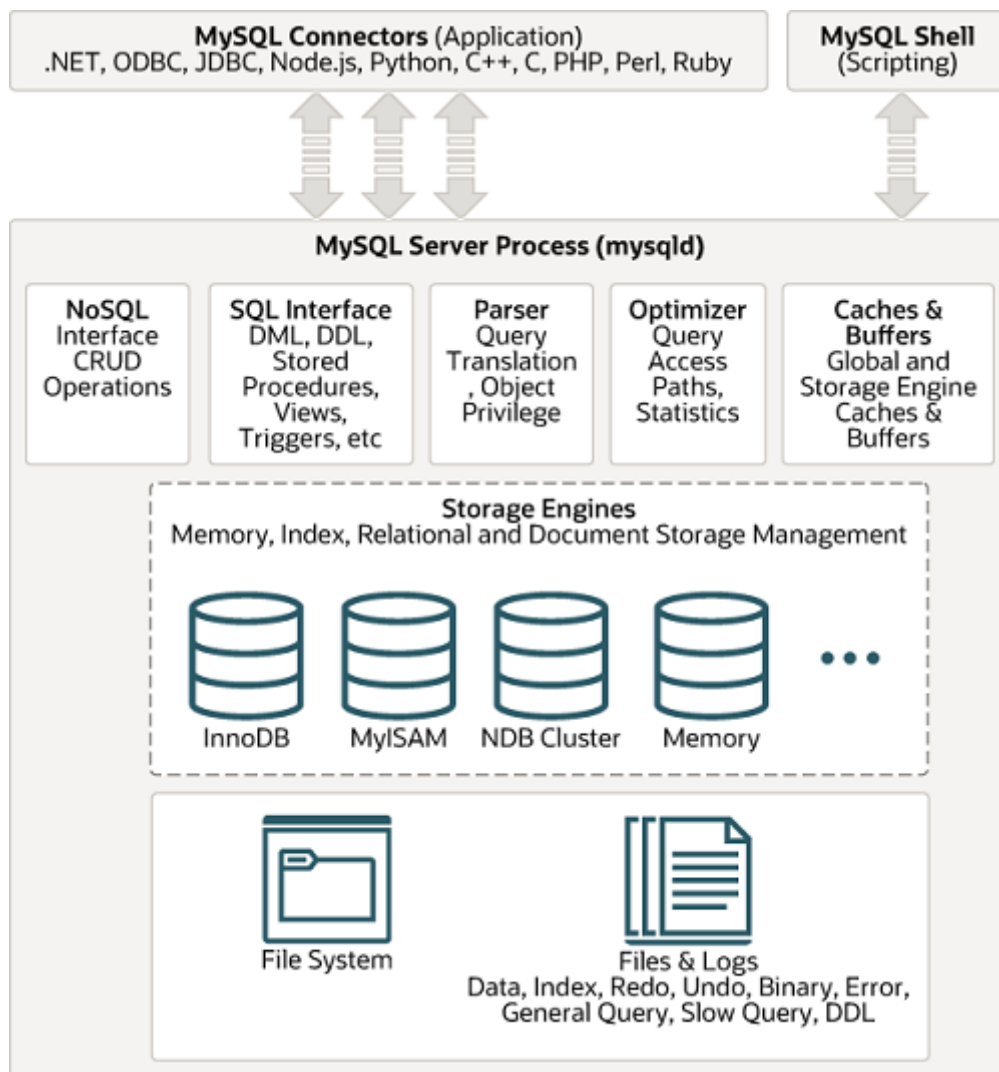 MySQL Connectors (Application)
.NET, ODBC, JDBC, Node.js, Python, C++, C, PHP, Perl, Ruby
MySQL Shell
(Scripting)
MySQL Server Process (mysqld)
NoSQL
Interface
CRUD
Operations
SQL Interface
DML, DDL,
Stored
Procedures,
Views,
Triggers, etc
Parser
Query
Translation
, Object
Privilege
Optimizer
Query
Access
Paths,
Statistics
Caches &
Buffers
Global and
Storage Engine
Caches &
Buffers
Storage Engines
Memory, Index, Relational and Document Storage Management
InnoDB
MyISAM
NDB Cluster
Memory
File System
Files & Logs
Data, Index, Redo, Undo, Binary, Error,
General Query, Slow Query, DDL